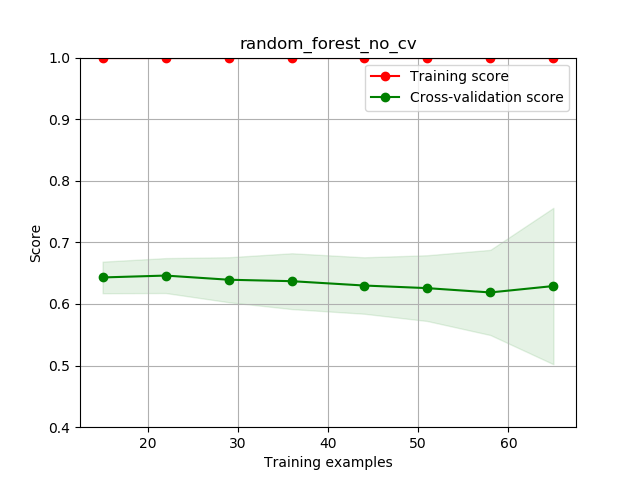 random_forest_no_cv
Training score
Cross-validation score
1.0
0.9
0.8
0.7
0.6
0.5
0.4
Score
20 30 40 50 60
Training examples